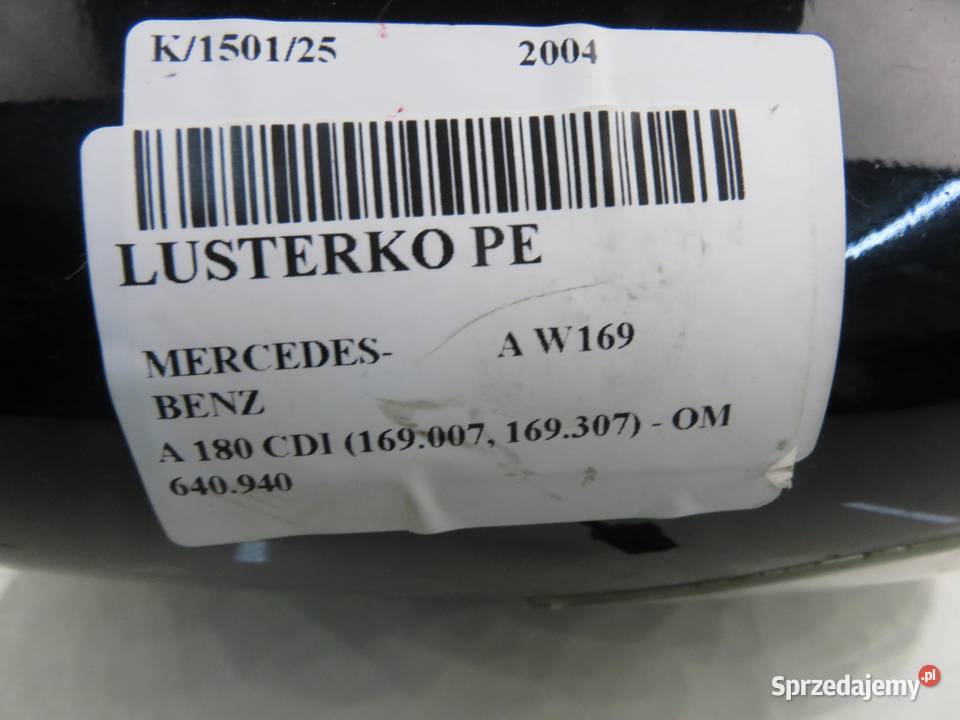 K/1501/25 2004
LUSTERKO PE
MERCEDES- A W169
BENZ
A 180 CDI (169.007, 169.307) - OM
640.940
Sprzedajemy.pl